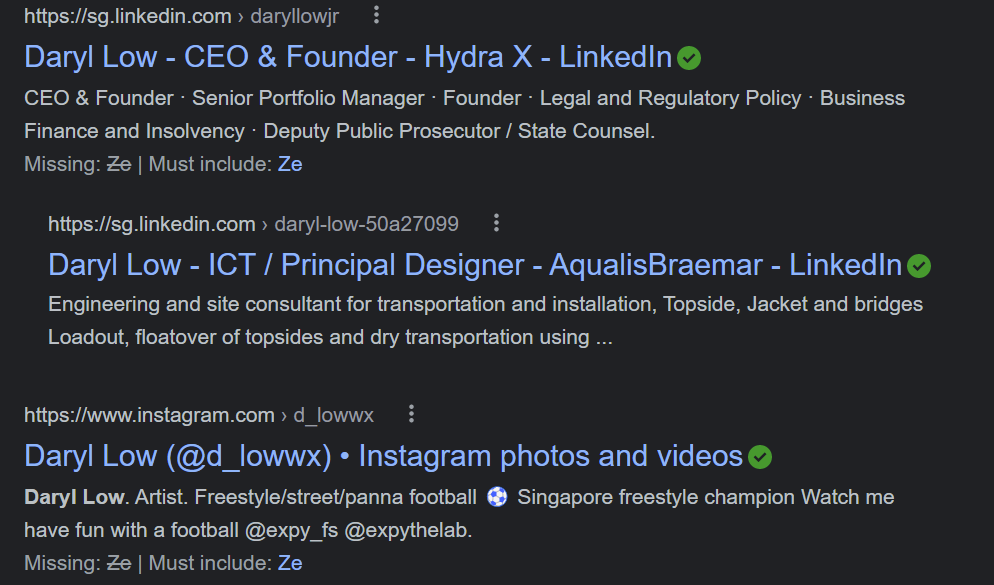 https://sg.linkedin.com › daryllowjr
Daryl Low - CEO & Founder - Hydra X - LinkedIn
CEO & Founder · Senior Portfolio Manager · Founder · Legal and Regulatory Policy · Business
Finance and Insolvency · Deputy Public Prosecutor / State Counsel.
Missing: Ze | Must include: Ze
https://sg.linkedin.com › daryl-low-50a27099
Daryl Low - ICT / Principal Designer - AqualisBraemar - LinkedIn
Engineering and site consultant for transportation and installation, Topside, Jacket and bridges
Loadout, floatover of topsides and dry transportation using ...
https://www.instagram.com › d_lowwx
Daryl Low (@d_lowwx) • Instagram photos and videos
Daryl Low. Artist. Freestyle/street/panna football ⚽ Singapore freestyle champion Watch me
have fun with a football @expy_fs @expythelab.
Missing: Ze | Must include: Ze